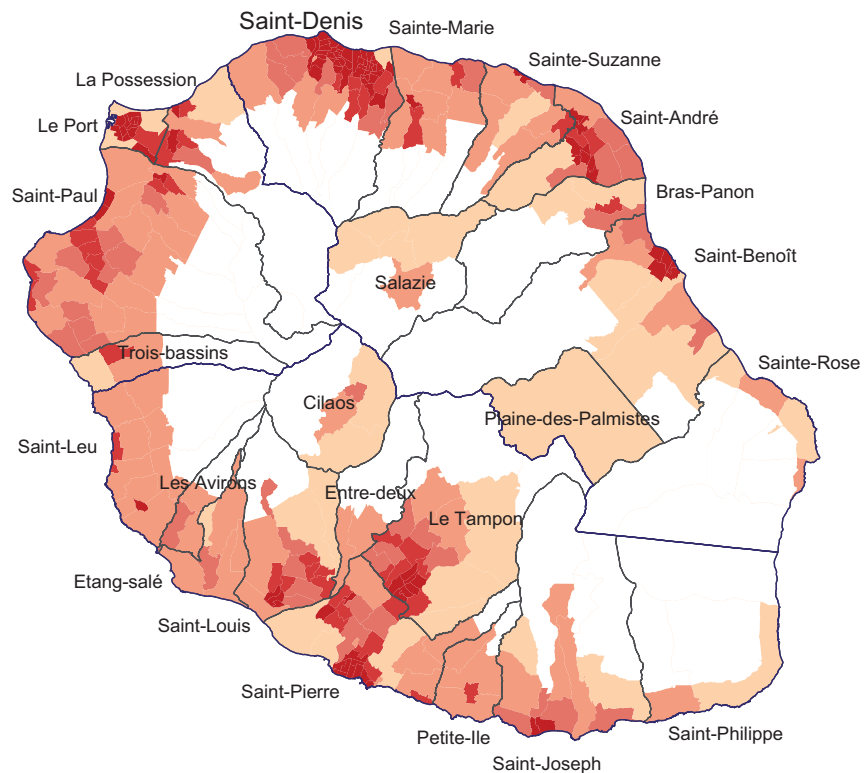 Saint-Denis
Sainte-Marie
Sainte-Suzanne
La Possession
Saint-André
Le Port
Bras-Panon
Saint-Paul
Saint-Benoît
Salazie
Trois-bassins
Sainte-Rose
Cilaos
Plaine-des-Palmistes
Saint-Leu
Les Avirons
Entre-deux
Le Tampon
Etang-salé
Saint-Louis
Saint-Pierre
Petite-Ile
Saint-Philippe
Saint-Joseph